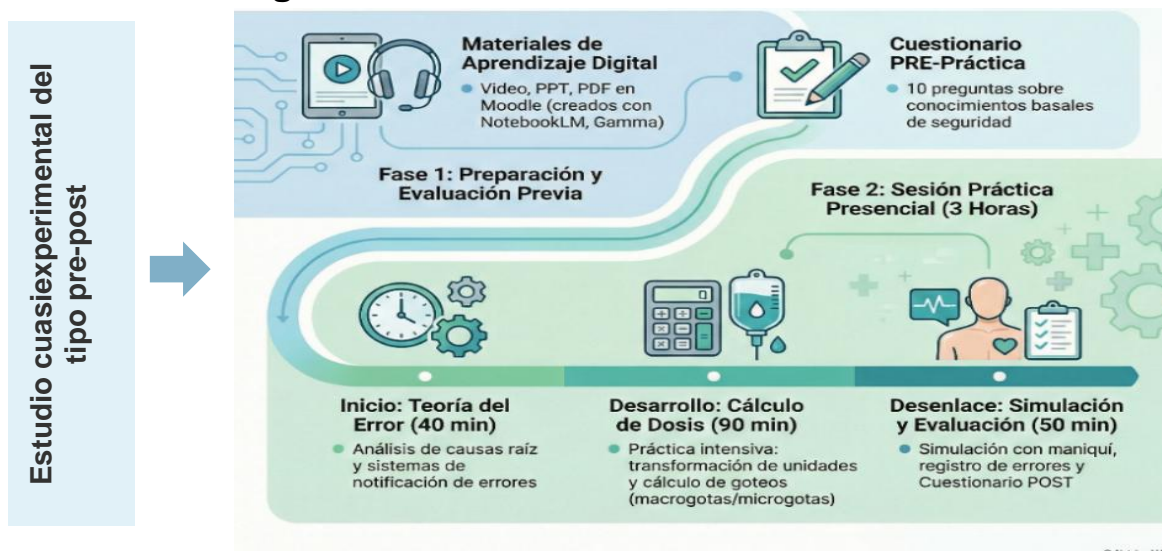 Estudio cuasiexperimental del
tipo pre-post
Materiales de
Aprendizaje Digital
Video, PPT, PDF en
Moodle (creados con
NotebookLM, Gamma)
Cuestionario
PRE-Práctica
10 preguntas sobre
conocimientos basales
de seguridad
Fase 1: Preparación y
Evaluación Previa
Fase 2: Sesión Práctica
Presencial (3 Horas)
0
Inicio: Teoría del
Error (40 min)
Análisis de causas raíz
y sistemas de
notificación de errores
Desarrollo: Cálculo
de Dosis (90 min)
Práctica intensiva:
transformación de unidades
y cálculo de goteos
(macrogotas/microgotas)
Desenlace: Simulación
y Evaluación (50 min)
Simulación con maniquí,
registro de errores y
Cuestionario POST